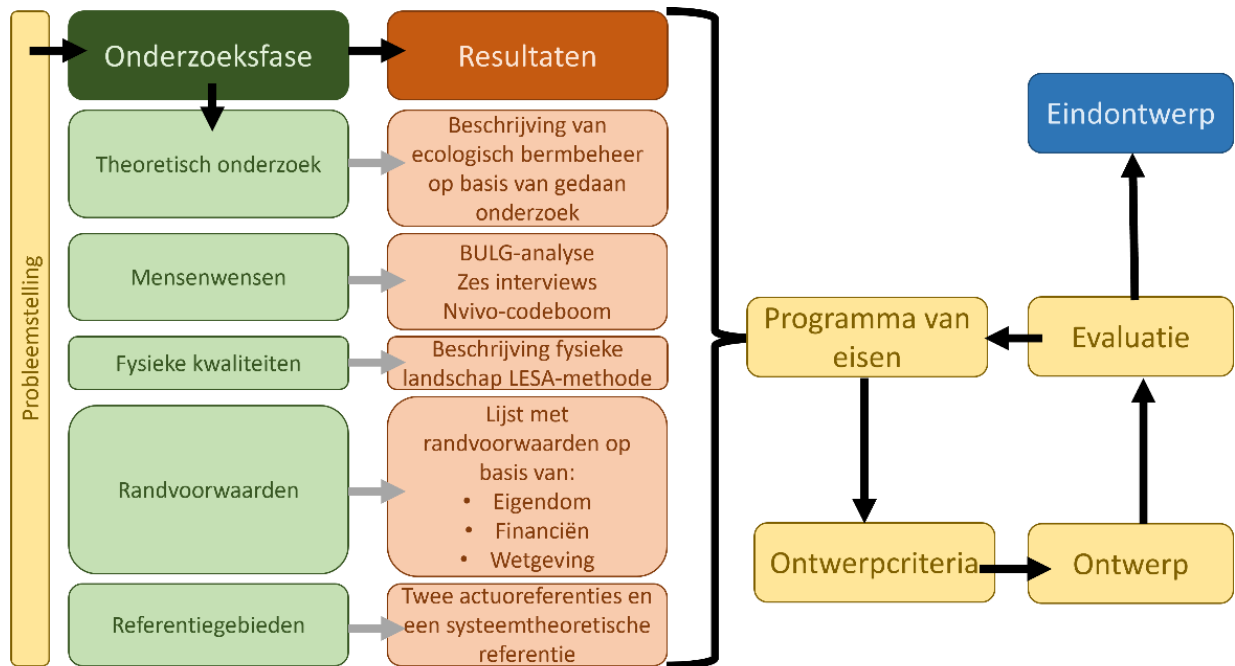 Probleemstelling
Onderzoeksfase
Resultaten
Theoretisch onderzoek
Beschrijving van
ecologisch bermbeheer
op basis van gedaan
onderzoek
Mensenwensen
BULG-analyse
Zes interviews
Nvivo-codeboom
Fysieke kwaliteiten
Beschrijving fysieke
landschap LESA-methode
Randvoorwaarden
Lijst met
randvoorwaarden op
basis van:
• Eigendom
• Financiën
• Wetgeving
Referentiegebieden
Twee actuoreferenties en
een systeemtheoretische
referentie
Programma van
eisen
Ontwerpcriteria
Ontwerp
Evaluatie
Eindontwerp